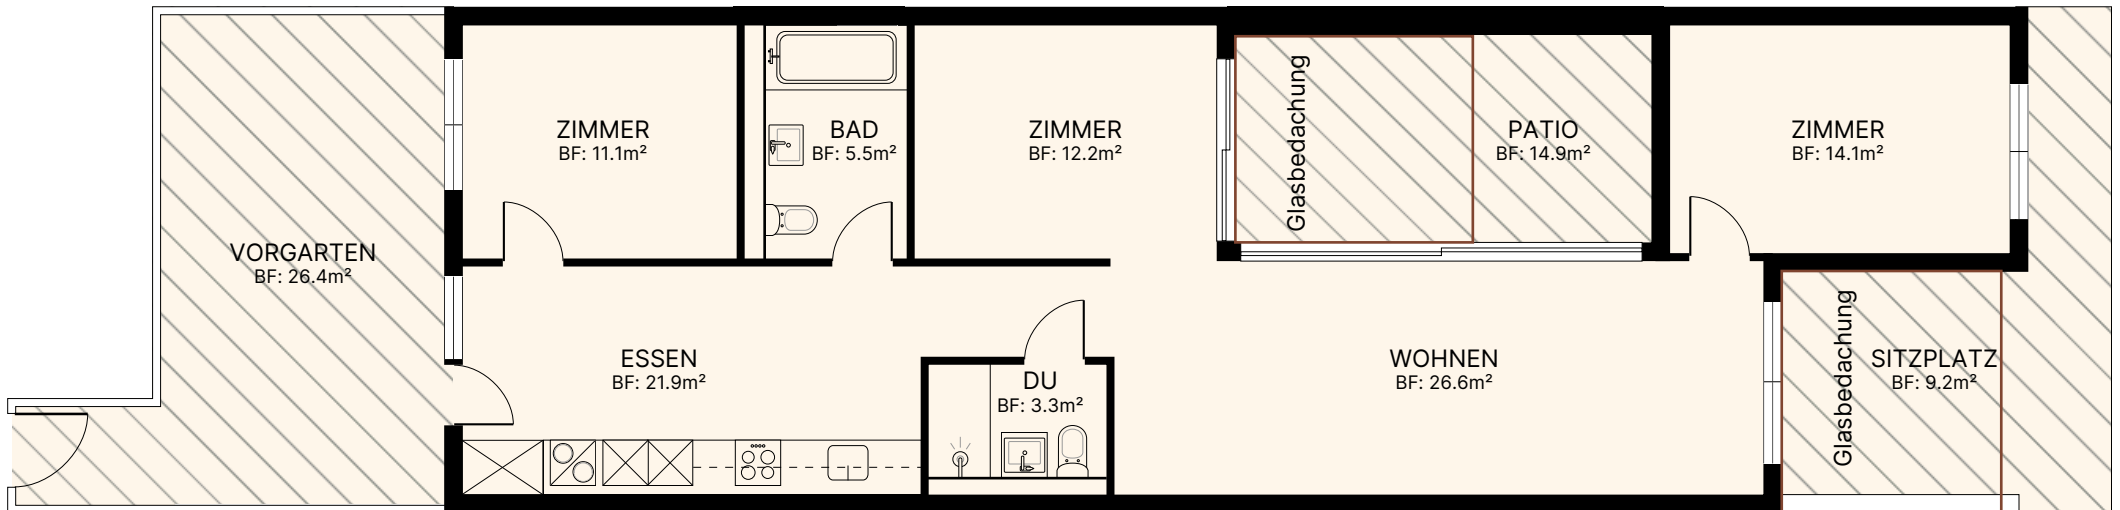 ZIMMER
BF: 11.1m²
BAD
BF: 5.5m²
ZIMMER
BF: 12.2m²
Glasbedachung
PATIO
BF: 14.9m²
ZIMMER
BF: 14.1m²
VORGARTEN
BF: 26.4m²
ESSEN
BF: 21.9m²
DU
BF: 3.3m²
WOHNEN
BF: 26.6m²
Glasbedachung
SITZPLATZ
BF: 9.2m²